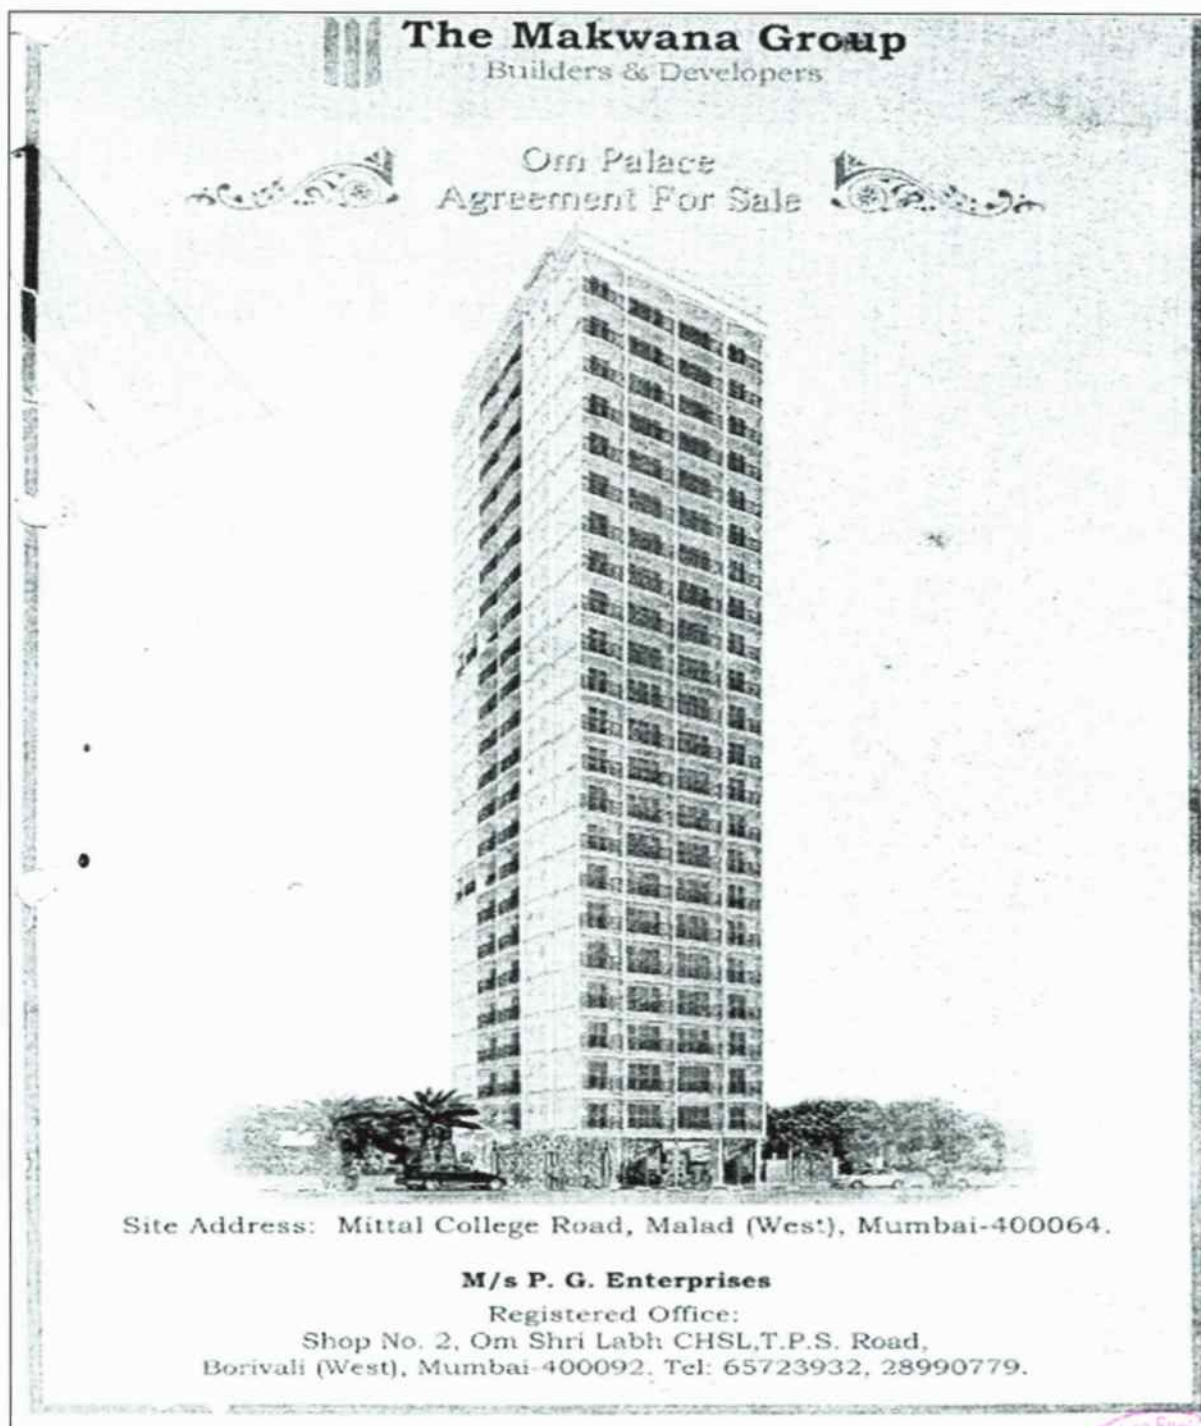 The Makwana Group
Builders & Developers
Om Palace
Agreement For Sale
Site Address: Mittal College Road, Malad (West), Mumbai-400064.
M/s P. G. Enterprises
Registered Office:
Shop No. 2, Om Shri Labh CHSL,T.P.S. Road,
Borivali (West), Mumbai-400092. Tel: 65723932, 28990779.